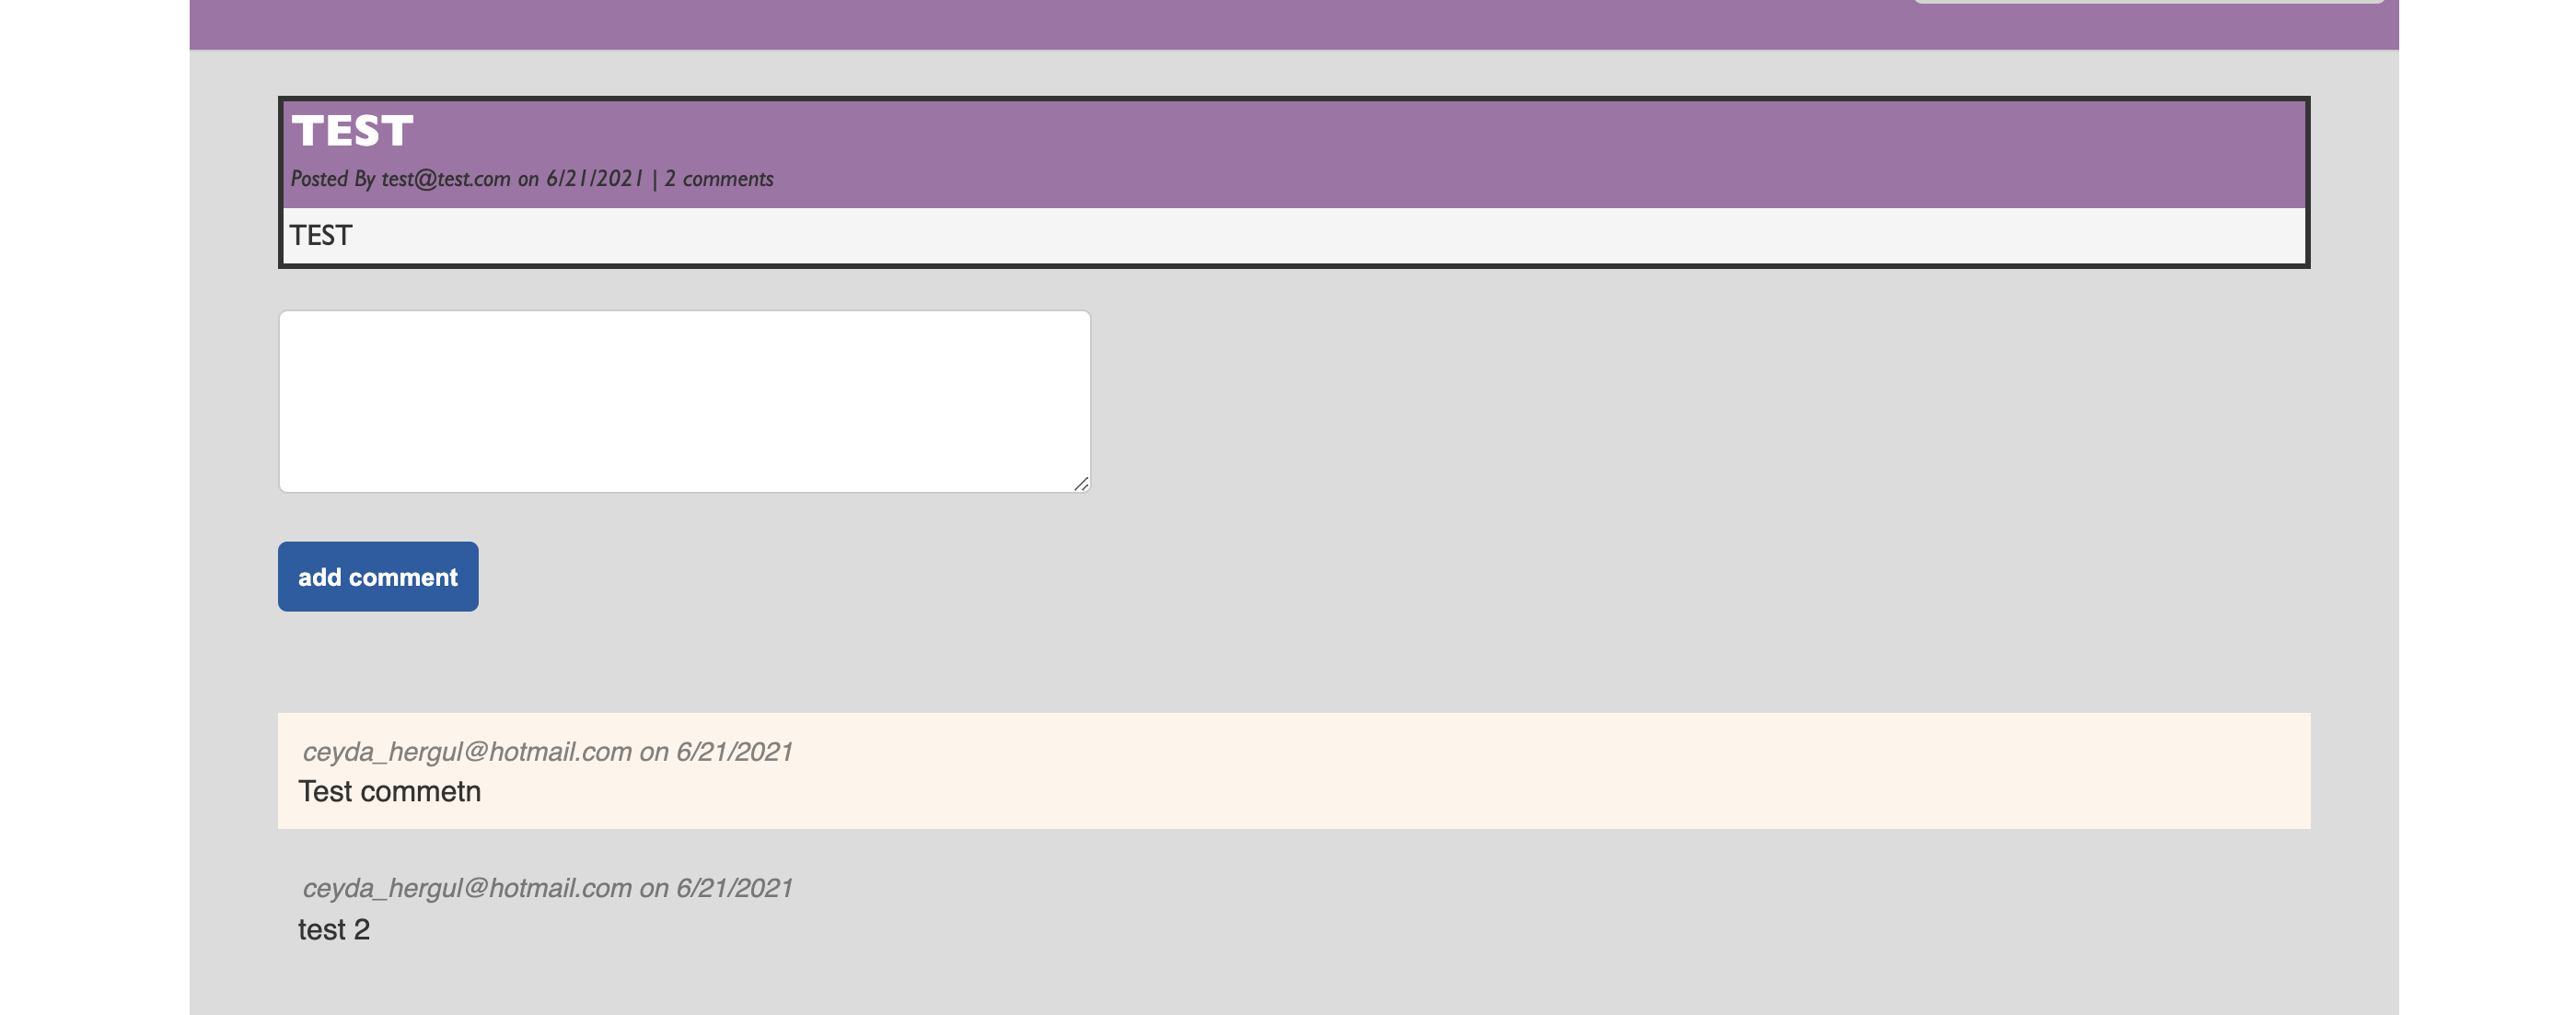 TEST
Posted By test@test.com on 6/21/2021 | 2 comments
TEST
add comment
ceyda_hergul@hotmail.com on 6/21/2021
Test commetn
ceyda_hergul@hotmail.com on 6/21/2021
test 2